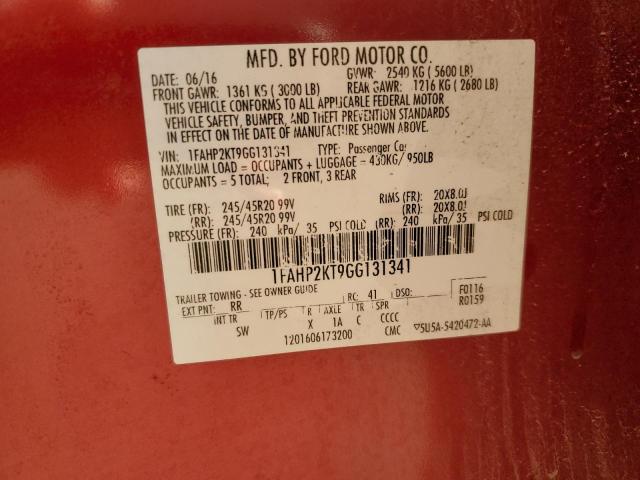 MFD. BY FORD MOTOR CO.
DATE: 06/16 GVWR: 2540 KG ( 5600 LB)
FRONT GAWR: 1361 KG ( 3000 LB) REAR GAWR: 1216 KG ( 2680 LB)
THIS VEHICLE CONFORMS TO ALL APPLICABLE FEDERAL MOTOR
VEHICLE SAFETY, BUMPER, AND THEFT PREVENTION STANDARDS
IN EFFECT ON THE DATE OF MANUFACTURE SHOWN ABOVE.
VIN: 1FAHP2KT9GG131341 TYPE: Passenger Car
MAXIMUM LOAD = OCCUPANTS + LUGGAGE = 430KG/ 950LB
OCCUPANTS = 5 TOTAL; 2 FRONT, 3 REAR
TIRE (FR): 245/45R20 99V RIMS (FR): 20X8.0J
(RR): 245/45R20 99V (RR): 20X8.0J
PRESSURE (FR): 240 kPa/ 35 PSI COLD (RR): 240 kPa/ 35 PSI COLD
1FAHP2KT9GG131341
TRAILER TOWING - SEE OWNER GUIDE
EXT PNT: RR RC: 41 DSO: F0116
R0159
INT TR TP/PS R AXLE TR SPR
SW X 1A C CCCC
1201606173200 CMC ▽5U5A-5420472-AA